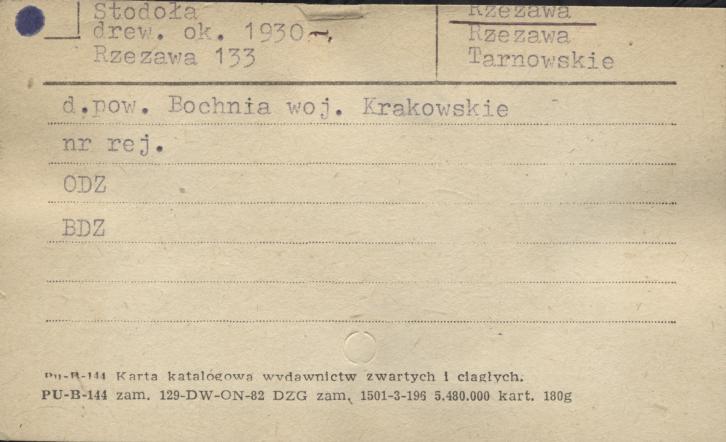 Stodoła
drew. ok. 1930
Rzezawa 133
Rzezawa
Rzezawa
Tarnowskie
d.pow. Bochnia woj. Krakowskie
nr rej.
ODZ
BDZ
PU-B-144 Karta katalogowa wydawnictw zwartych i ciągłych.
PU-B-144 zam. 129-DW-ON-82 DZG zam. 1501-3-196 5.480.000 kart. 180g